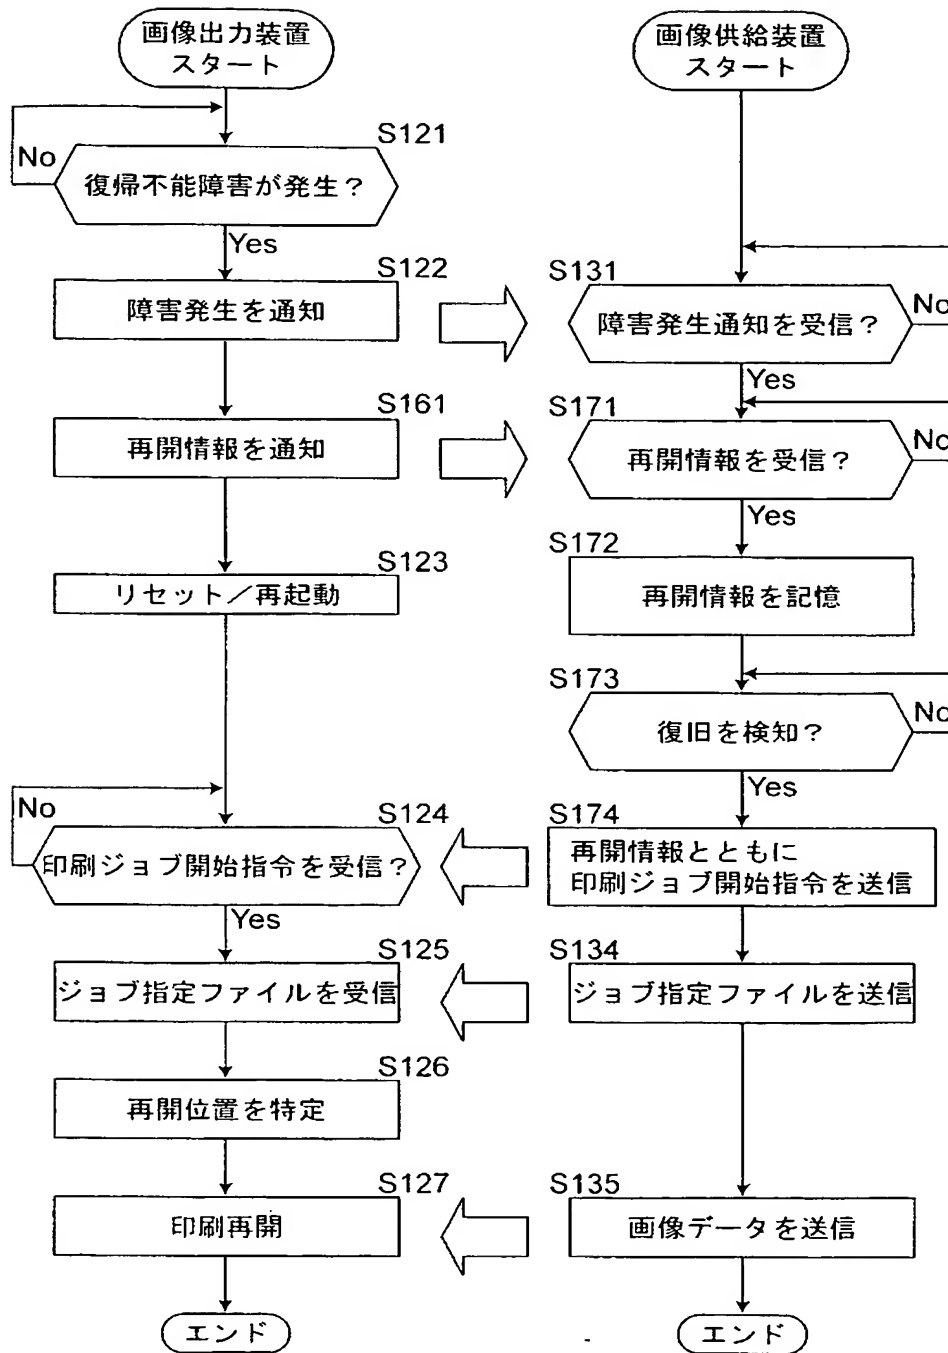 画像出力装置
スタート
No
S121
復帰不能障害が発生？
Yes
S122
障害発生を通知
S161
再開情報を通知
S123
リセット／再起動
No
S124
印刷ジョブ開始指令を受信？
Yes
S125
ジョブ指定ファイルを受信
S126
再開位置を特定
S127
印刷再開
エンド
画像供給装置
スタート
S131
障害発生通知を受信？
No
Yes
S171
再開情報を受信？
No
Yes
S172
再開情報を記憶
S173
復旧を検知？
No
Yes
S174
再開情報とともに
印刷ジョブ開始指令を送信
S134
ジョブ指定ファイルを送信
S135
画像データを送信
エンド